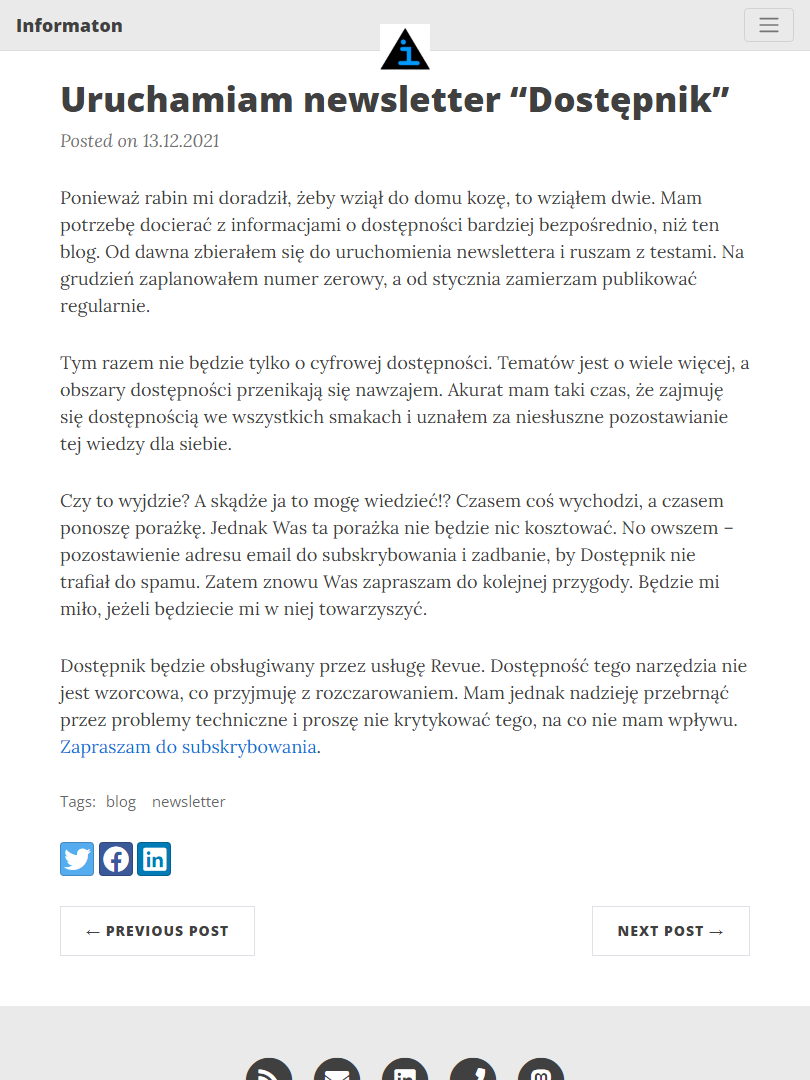 Informaton
Uruchamiam newsletter “Dostępnik”
Posted on 13.12.2021
Ponieważ rabin mi doradził, żeby wziął do domu kozę, to wziąłem dwie. Mam
potrzebę docierać z informacjami o dostępności bardziej bezpośrednio, niż ten
blog. Od dawna zbierałem się do uruchomienia newslettera i ruszam z testami. Na
grudzień zaplanowałem numer zerowy, a od stycznia zamierzam publikować
regularnie.
Tym razem nie będzie tylko o cyfrowej dostępności. Tematów jest o wiele więcej, a
obszary dostępności przenikają się nawzajem. Akurat mam taki czas, że zajmuję
się dostępnością we wszystkich smakach i uznałem za niesłuszne pozostawianie
tej wiedzy dla siebie.
Czy to wyjdzie? A skądże ja to mogę wiedzieć!? Czasem coś wychodzi, a czasem
ponoszę porażkę. Jednak Was ta porażka nie będzie nic kosztować. No owszem –
pozostawienie adresu email do subskrybowania i zadbanie, by Dostępnik nie
trafiał do spamu. Zatem znowu Was zapraszam do kolejnej przygody. Będzie mi
miło, jeżeli będziecie mi w niej towarzyszyć.
Dostępnik będzie obsługiwany przez usługę Revue. Dostępność tego narzędzia nie
jest wzorcowa, co przyjmuję z rozczarowaniem. Mam jednak nadzieję przebrnąć
przez problemy techniczne i proszę nie krytykować tego, na co nie mam wpływu.
Zapraszam do subskrybowania.
Tags: blog newsletter
← PREVIOUS POST
NEXT POST →